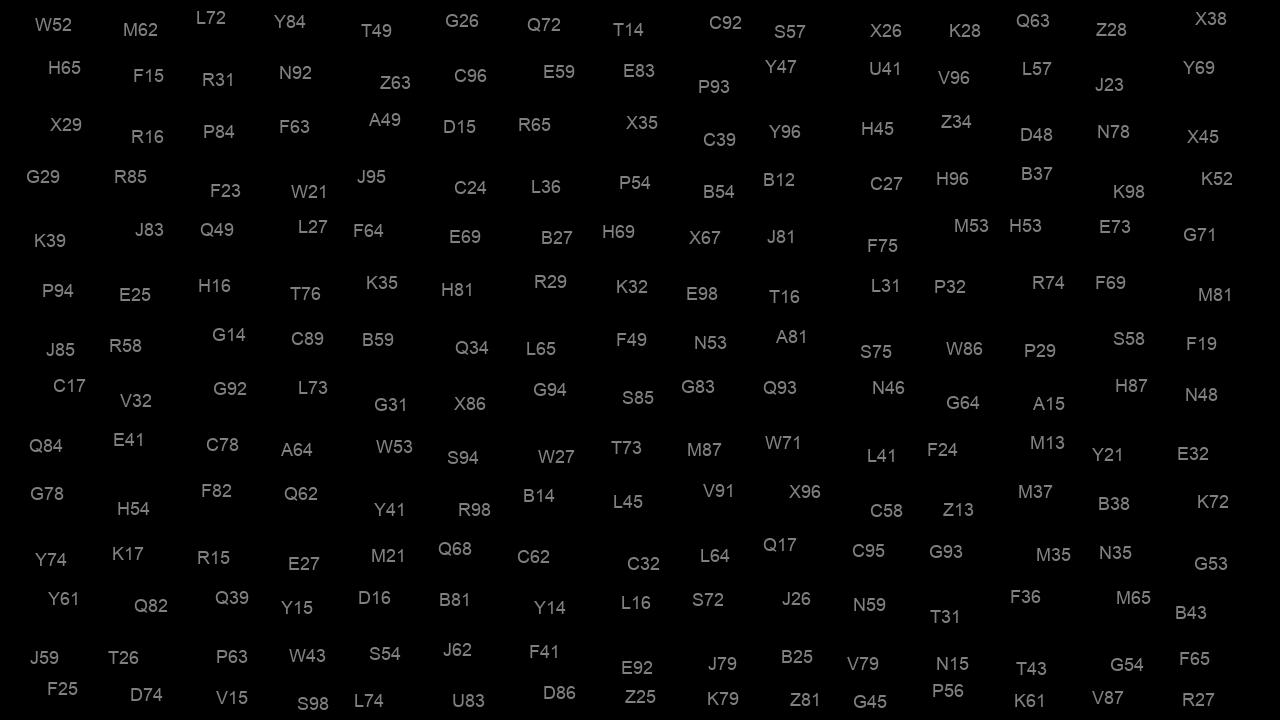 W52 M62 L72 Y84 T49 G26 Q72 T14 C92 S57 X26 K28 Q63 Z28 X38
H65 F15 R31 N92 Z63 C96 E59 E83 P93 Y47 U41 V96 L57 J23 Y69
X29 R16 P84 F63 A49 D15 R65 X35 C39 Y96 H45 Z34 D48 N78 X45
G29 R85 F23 W21 J95 C24 L36 P54 B54 B12 C27 H96 B37 K98 K52
K39 J83 Q49 L27 F64 E69 B27 H69 X67 J81 F75 M53 H53 E73 G71
P94 E25 H16 T76 K35 H81 R29 K32 E98 T16 L31 P32 R74 F69 M81
J85 R58 G14 C89 B59 Q34 L65 F49 N53 A81 S75 W86 P29 S58 F19
C17 V32 G92 L73 G31 X86 G94 S85 G83 Q93 N46 G64 A15 H87 N48
Q84 E41 C78 A64 W53 S94 W27 T73 M87 W71 L41 F24 M13 Y21 E32
G78 H54 F82 Q62 Y41 R98 B14 L45 V91 X96 C58 Z13 M37 B38 K72
Y74 K17 R15 E27 M21 Q68 C62 C32 L64 Q17 C95 G93 M35 N35 G53
Y61 Q82 Q39 Y15 D16 B81 Y14 L16 S72 J26 N59 T31 F36 M65 B43
J59 T26 P63 W43 S54 J62 F41 E92 J79 B25 V79 N15 T43 G54 F65
F25 D74 V15 S98 L74 U83 D86 Z25 K79 Z81 G45 P56 K61 V87 R27